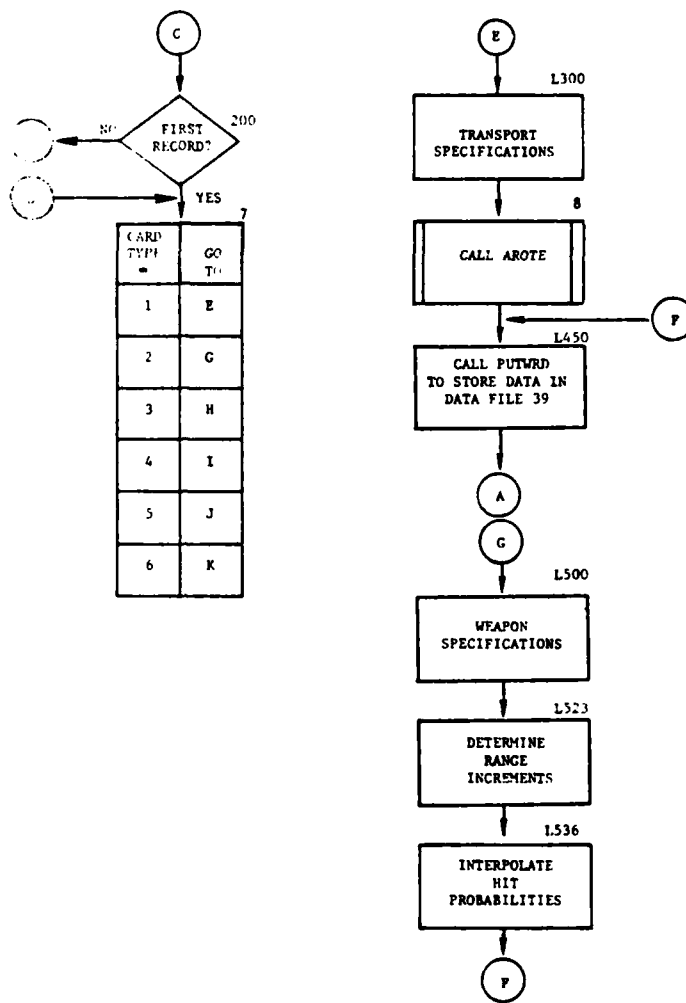 C
200
NO
FIRST
RECORD?
YES
7
CARD
TYPE
=
GO
TO
1
E
2
G
3
H
4
I
5
J
6
K
E
L300
TRANSPORT
SPECIFICATIONS
8
CALL AROTE
F
L450
CALL PUTWRD
TO STORE DATA IN
DATA FILE 39
A
G
L500
WEAPON
SPECIFICATIONS
L523
DETERMINE
RANGE
INCREMENTS
L536
INTERPOLATE
HIT
PROBABILITIES
F